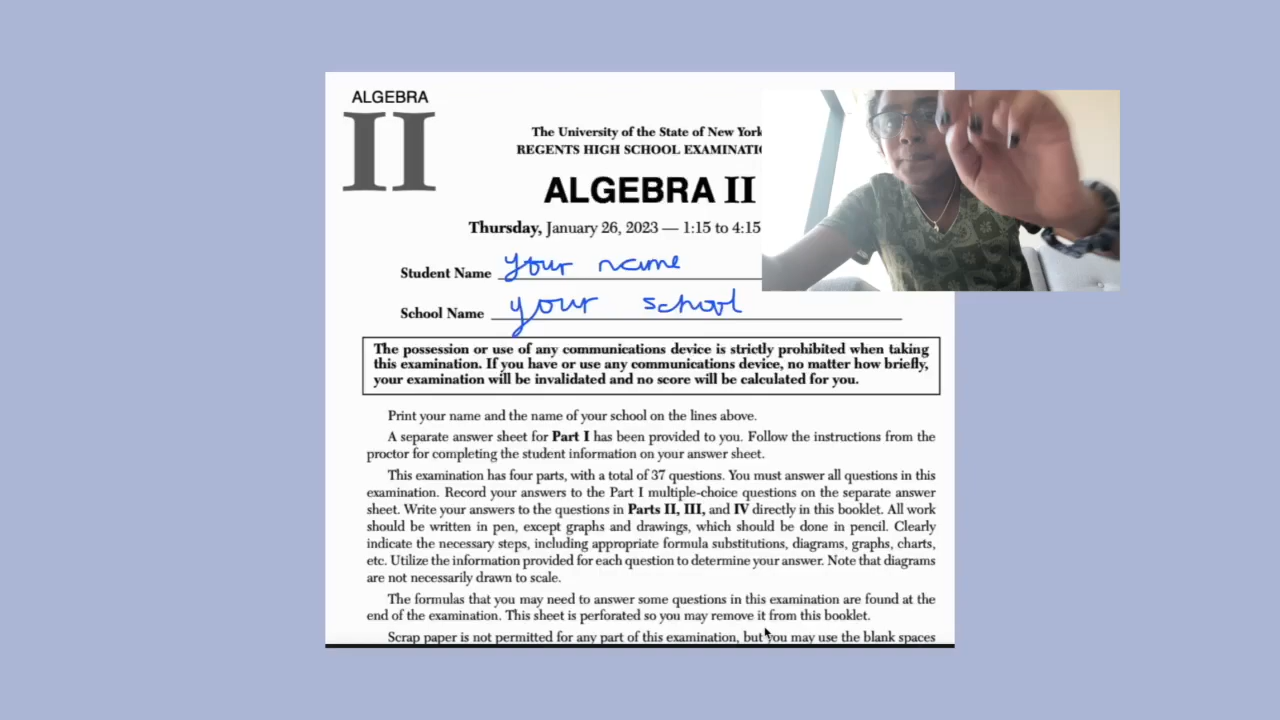 ALGEBRA
II
The University of the State of New York
REGENTS HIGH SCHOOL EXAMINATIO
ALGEBRA II
Thursday, January 26, 2023 — 1:15 to 4:15
Student Name your name
School Name your school
The possession or use of any communications device is strictly prohibited when taking
this examination. If you have or use any communications device, no matter how briefly,
your examination will be invalidated and no score will be calculated for you.
Print your name and the name of your school on the lines above.
A separate answer sheet for Part I has been provided to you. Follow the instructions from the
proctor for completing the student information on your answer sheet.
This examination has four parts, with a total of 37 questions. You must answer all questions in this
examination. Record your answers to the Part I multiple-choice questions on the separate answer
sheet. Write your answers to the questions in Parts II, III, and IV directly in this booklet. All work
should be written in pen, except graphs and drawings, which should be done in pencil. Clearly
indicate the necessary steps, including appropriate formula substitutions, diagrams, graphs, charts,
etc. Utilize the information provided for each question to determine your answer. Note that diagrams
are not necessarily drawn to scale.
The formulas that you may need to answer some questions in this examination are found at the
end of the examination. This sheet is perforated so you may remove it from this booklet.
Scrap paper is not permitted for any part of this examination, but you may use the blank spaces